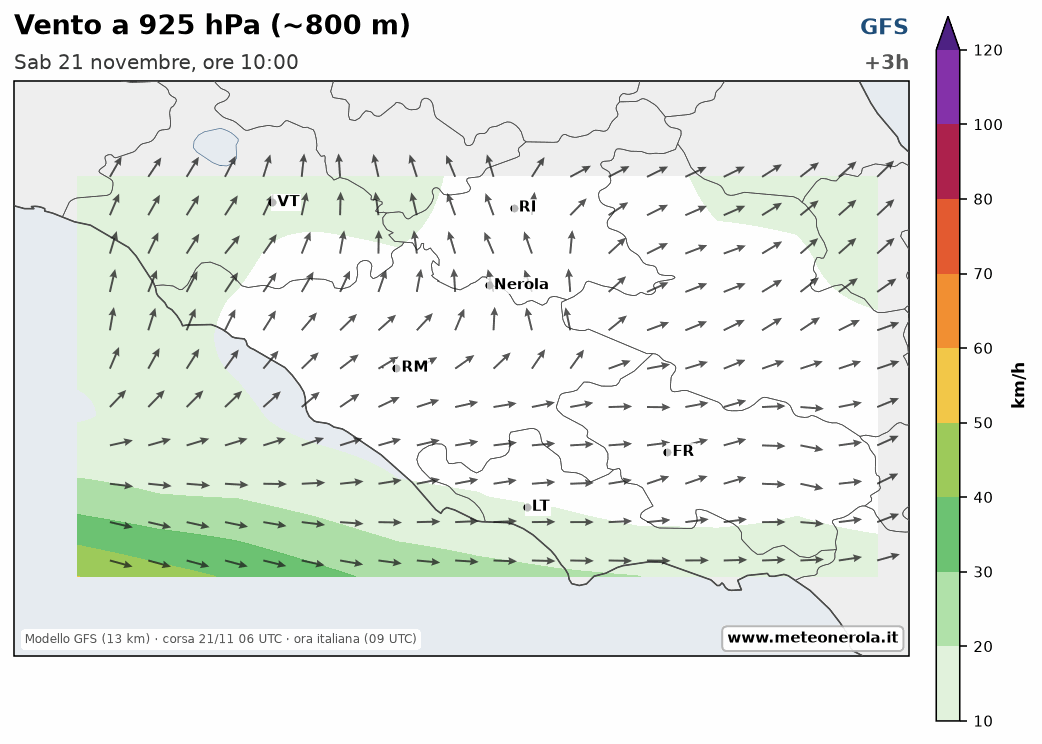 Vento a 925 hPa (~800 m)
GFS
Sab 21 novembre, ore 10:00
+3h
VT
RI
Nerola
RM
FR
LT
Modello GFS (13 km) · corsa 21/11 06 UTC · ora italiana (09 UTC)
www.meteonerola.it
120
100
80
70
60
50
40
30
20
10
km/h